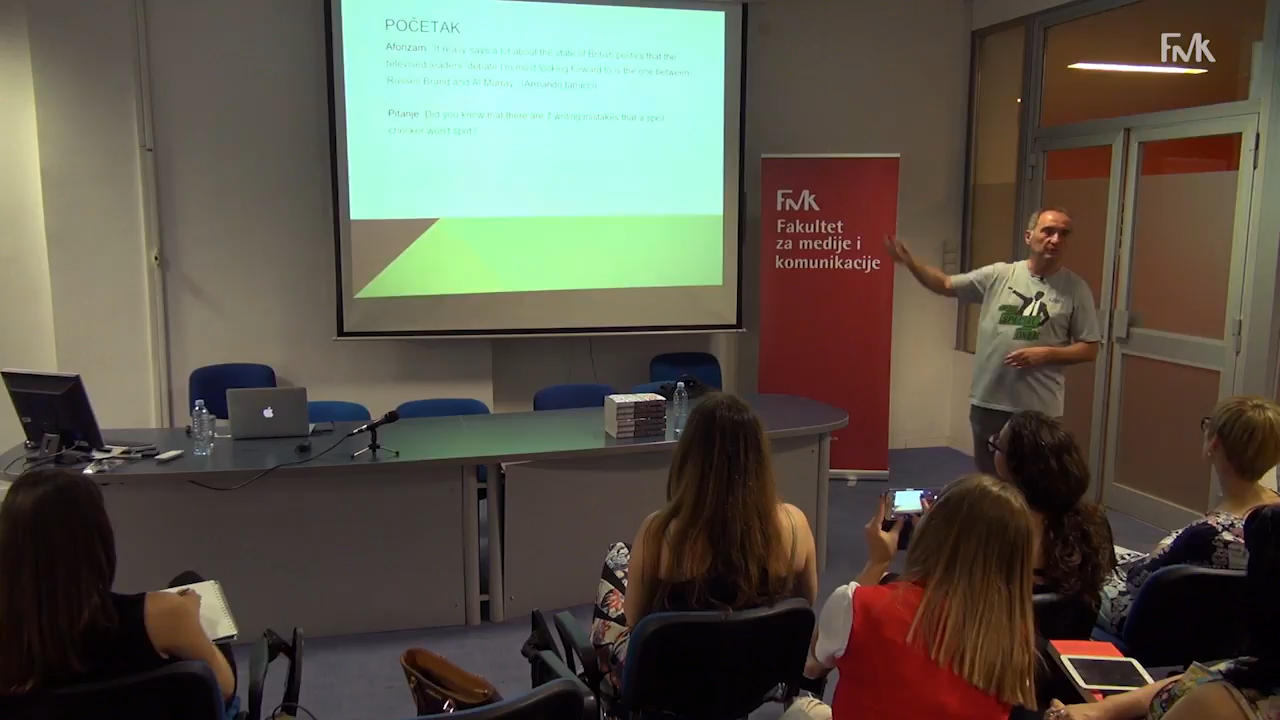 POČETAK
Aforizam: It really says a lot about the state of British politics that the
televised leaders' debate I'm most looking forward to is the one between
Russell Brand and Al Murray. (Armando Ianucci)
Pitanje: Did you know that there are 7 writing mistakes that a spell
checker won't spot?
FMK
FMK
Fakultet
za medije i
komunikacije